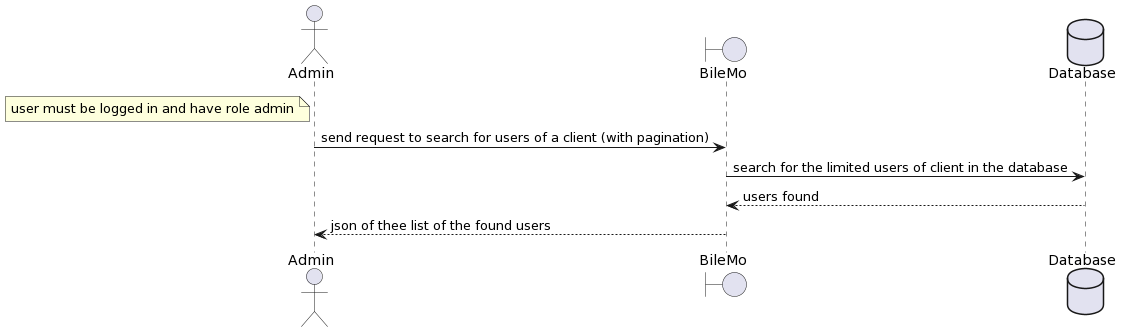 Admin
BileMo
Database
user must be logged in and have role admin
send request to search for users of a client (with pagination)
search for the limited users of client in the database
users found
json of thee list of the found users
Admin
BileMo
Database